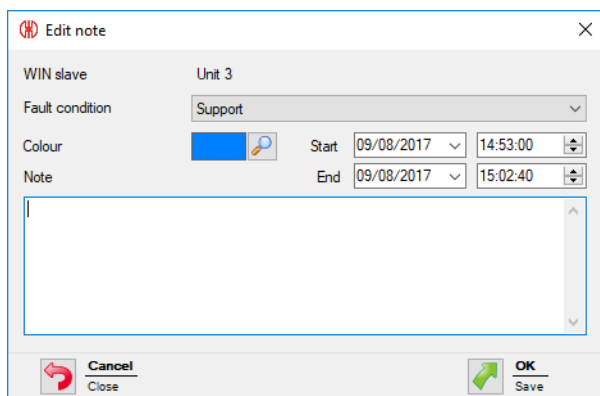 Edit note
WIN slave Unit 3
Fault condition Support
Colour Start 09/08/2017 14:53:00
Note End 09/08/2017 15:02:40
Cancel OK
Close Save